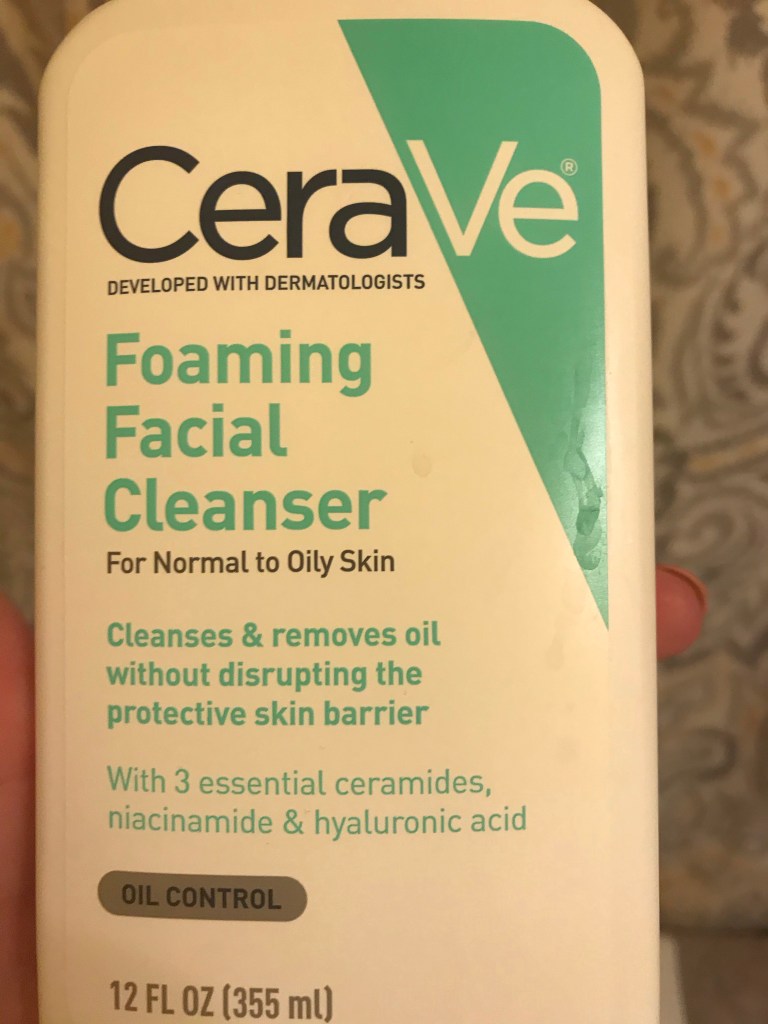 CeraVe®
DEVELOPED WITH DERMATOLOGISTS
Foaming
Facial
Cleanser
For Normal to Oily Skin
Cleanses & removes oil
without disrupting the
protective skin barrier
With 3 essential ceramides,
niacinamide & hyaluronic acid
OIL CONTROL
12 FL OZ (355 ml)